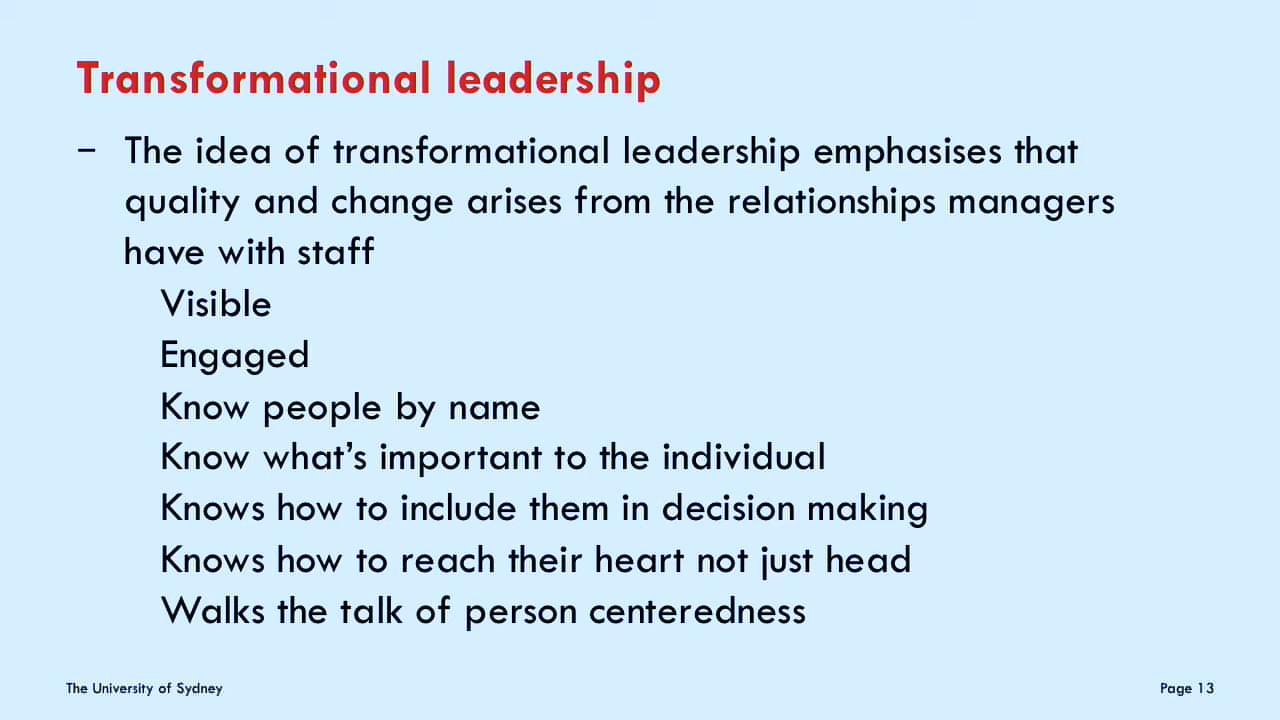 Transformational leadership
– The idea of transformational leadership emphasises that
quality and change arises from the relationships managers
have with staff
Visible
Engaged
Know people by name
Know what’s important to the individual
Knows how to include them in decision making
Knows how to reach their heart not just head
Walks the talk of person centeredness
The University of Sydney
Page 13